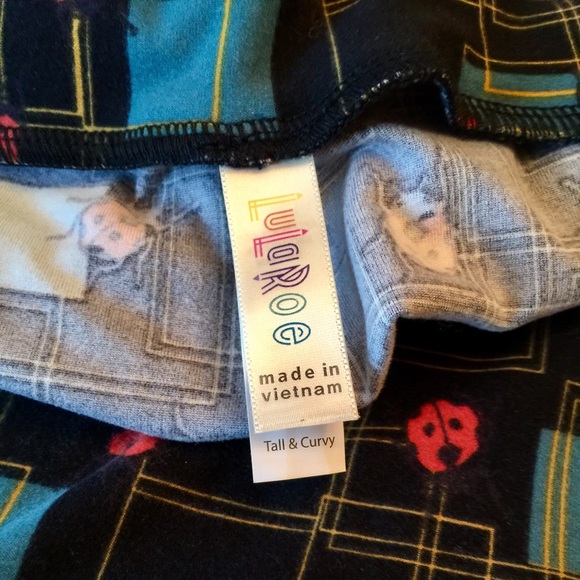 LuLaRoe
made in
vietnam
Tall & Curvy